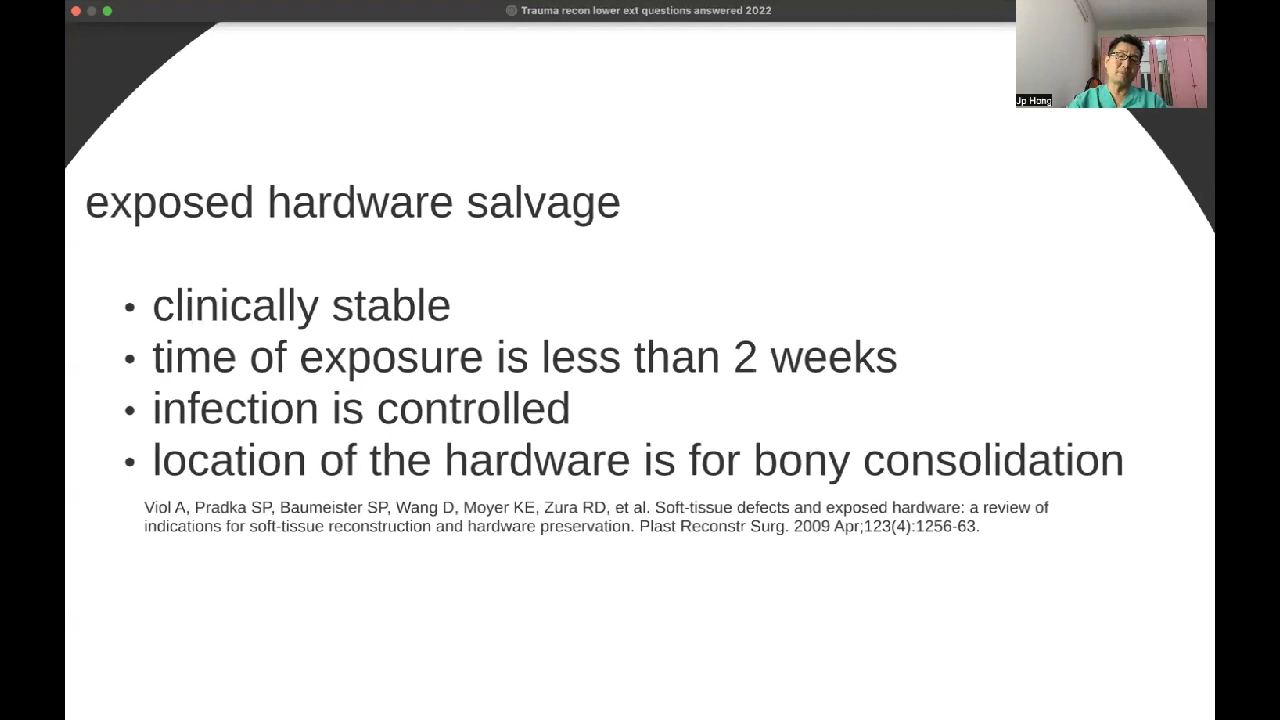 Trauma recon lower ext questions answered 2022
Jp Hong
exposed hardware salvage
• clinically stable
• time of exposure is less than 2 weeks
• infection is controlled
• location of the hardware is for bony consolidation
Viol A, Pradka SP, Baumeister SP, Wang D, Moyer KE, Zura RD, et al. Soft-tissue defects and exposed hardware: a review of
indications for soft-tissue reconstruction and hardware preservation. Plast Reconstr Surg. 2009 Apr;123(4):1256-63.